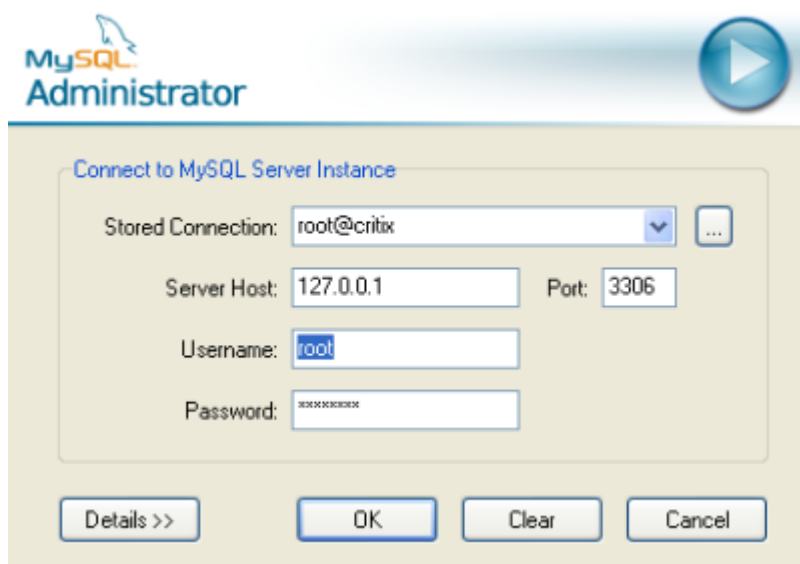 MySQL
Administrator
Connect to MySQL Server Instance
Stored Connection: root@critix ...
Server Host: 127.0.0.1 Port: 3306
Username: root
Password: ********
Details >> OK Clear Cancel